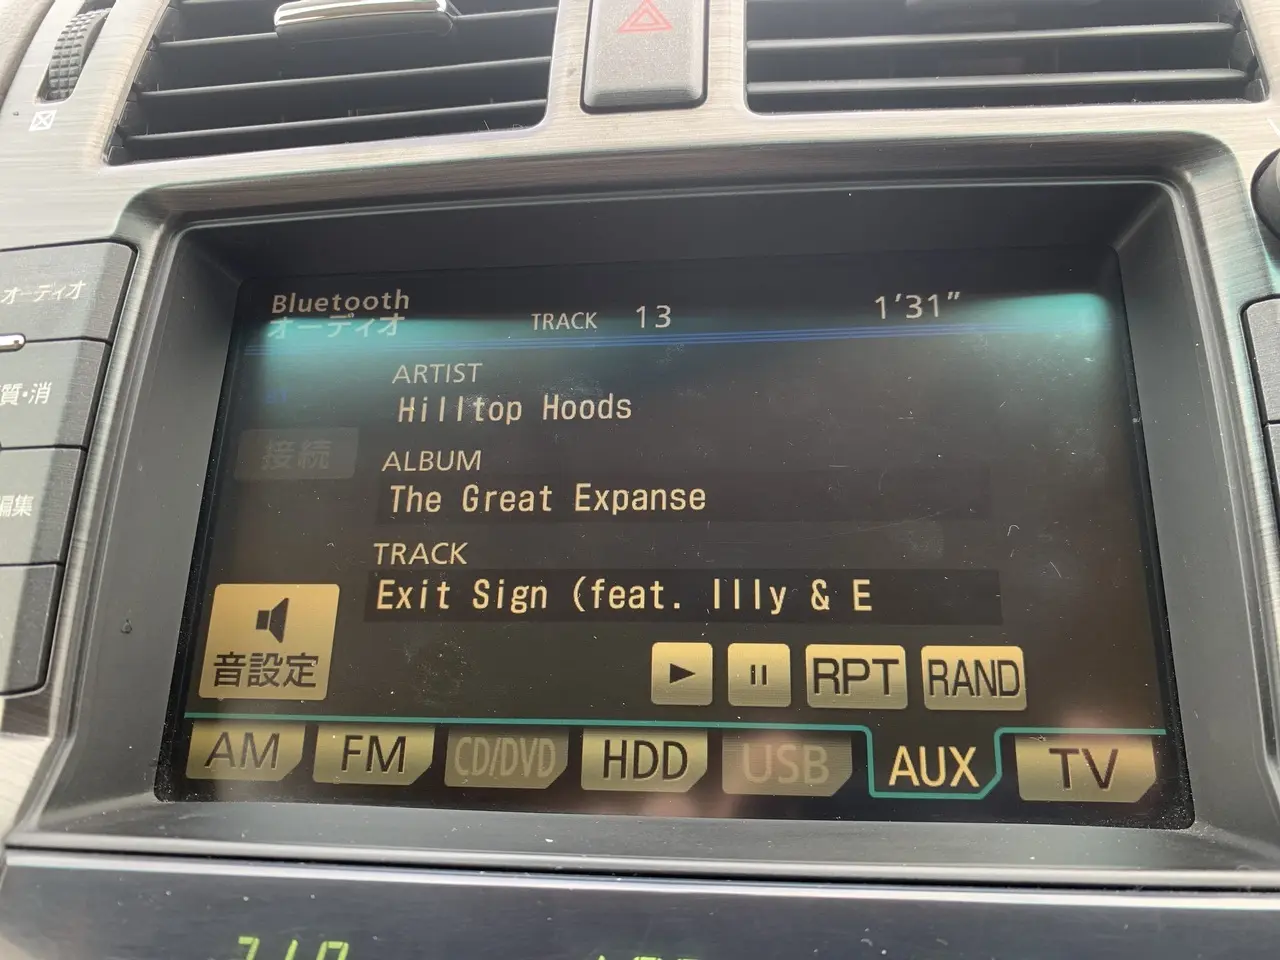 Bluetooth
オーディオ
TRACK 13
1'31"
ARTIST
Hilltop Hoods
接続
ALBUM
The Great Expanse
TRACK
Exit Sign (feat. Illy & E
音設定
RPT
RAND
AM
FM
CD/DVD
HDD
USB
AUX
TV
オーディオ
質・消
編集